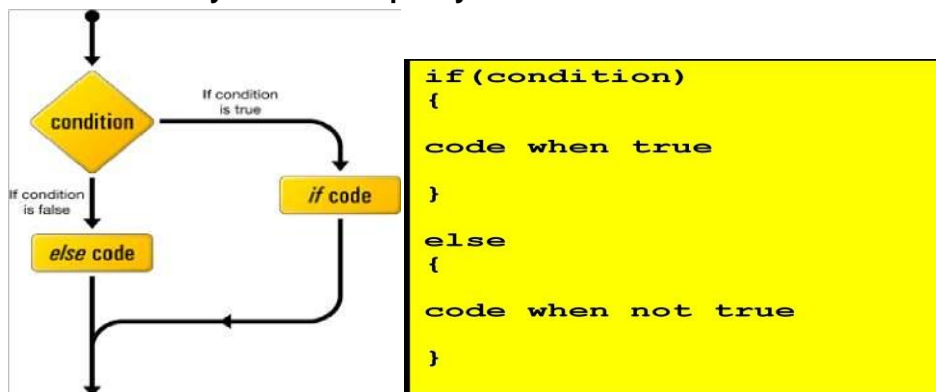 If condition
is true
condition
If condition
is false
if code
else code
if(condition)
{
code when true
}
else
{
code when not true
}